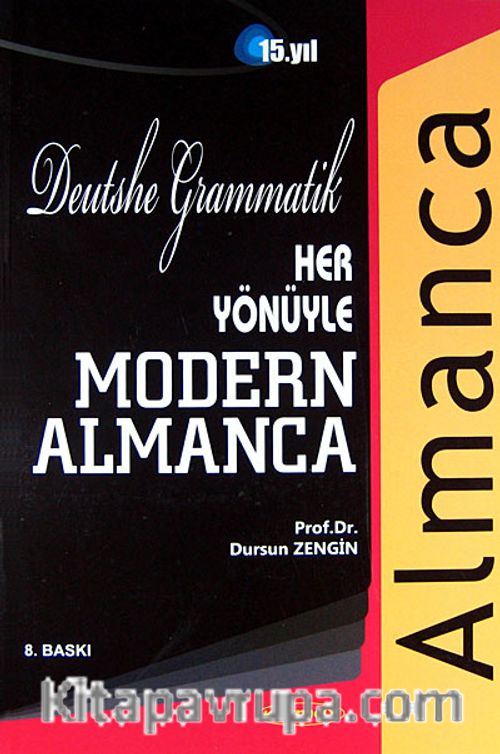 15.yıl
Deutshe Grammatik
HER
YÖNÜYLE
MODERN
ALMANCA
Prof.Dr.
Dursun ZENGİN
8. BASKI
Almanca
Kitapavrupa.com